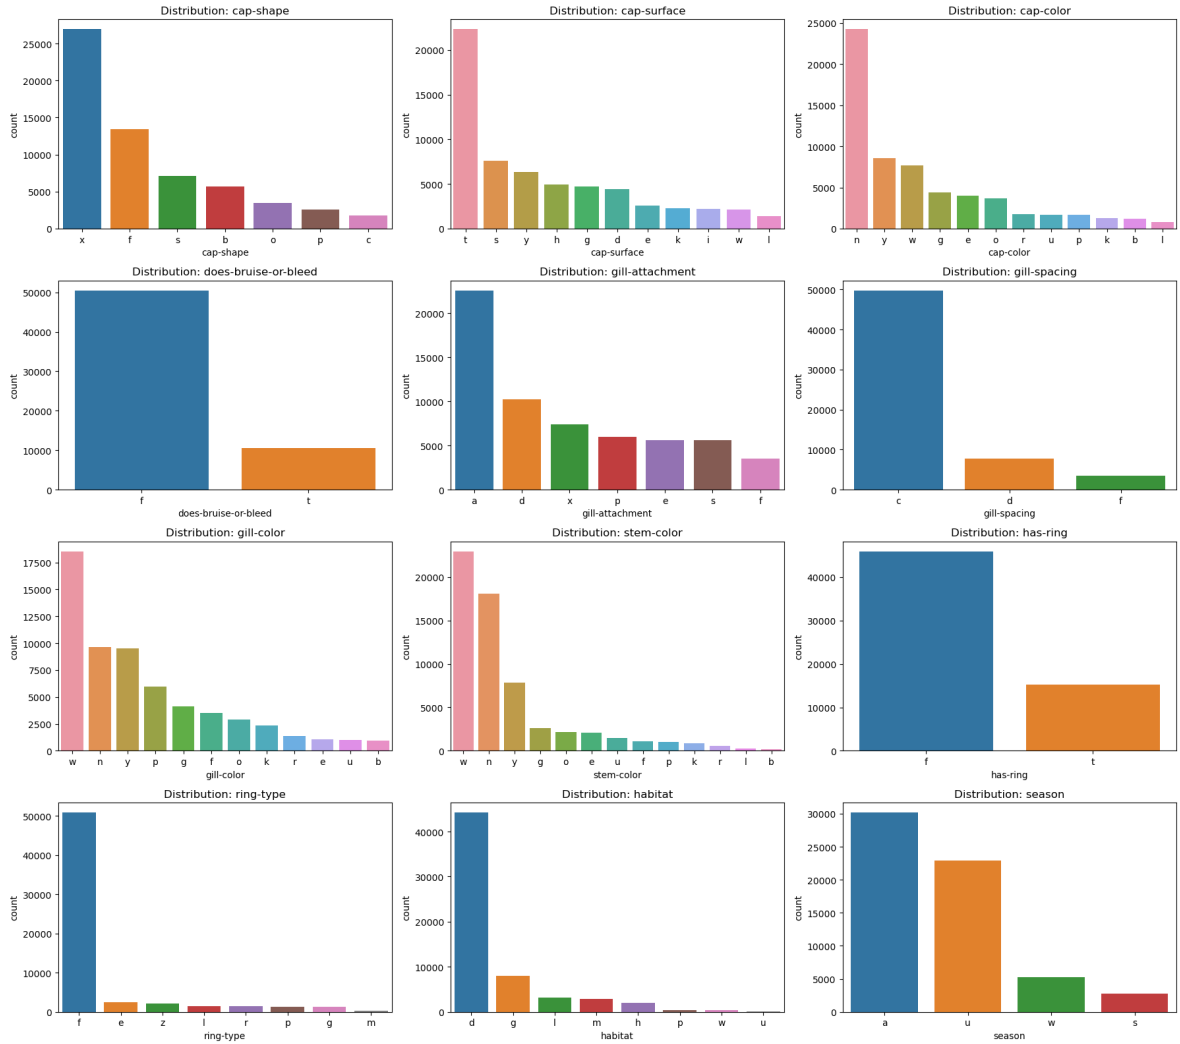 Distribution: cap-shape
25000
20000
15000
10000
5000
0
count
x f s b o p c
cap-shape
Distribution: cap-surface
20000
15000
10000
5000
0
count
t s y h g d e k i w l
cap-surface
Distribution: cap-color
25000
20000
15000
10000
5000
0
count
n y w g e o r u p k b l
cap-color
Distribution: does-bruise-or-bleed
50000
40000
30000
20000
10000
0
count
f t
does-bruise-or-bleed
Distribution: gill-attachment
20000
15000
10000
5000
0
count
a d x p e s f
gill-attachment
Distribution: gill-spacing
50000
40000
30000
20000
10000
0
count
c d f
gill-spacing
Distribution: gill-color
17500
15000
12500
10000
7500
5000
2500
0
count
w n y p g f o k r e u b
gill-color
Distribution: stem-color
20000
15000
10000
5000
0
count
w n y g o e u f p k r l b
stem-color
Distribution: has-ring
40000
30000
20000
10000
0
count
f t
has-ring
Distribution: ring-type
50000
40000
30000
20000
10000
0
count
f e z l r p g m
ring-type
Distribution: habitat
40000
30000
20000
10000
0
count
d g l m h p w u
habitat
Distribution: season
30000
25000
20000
15000
10000
5000
0
count
a u w s
season